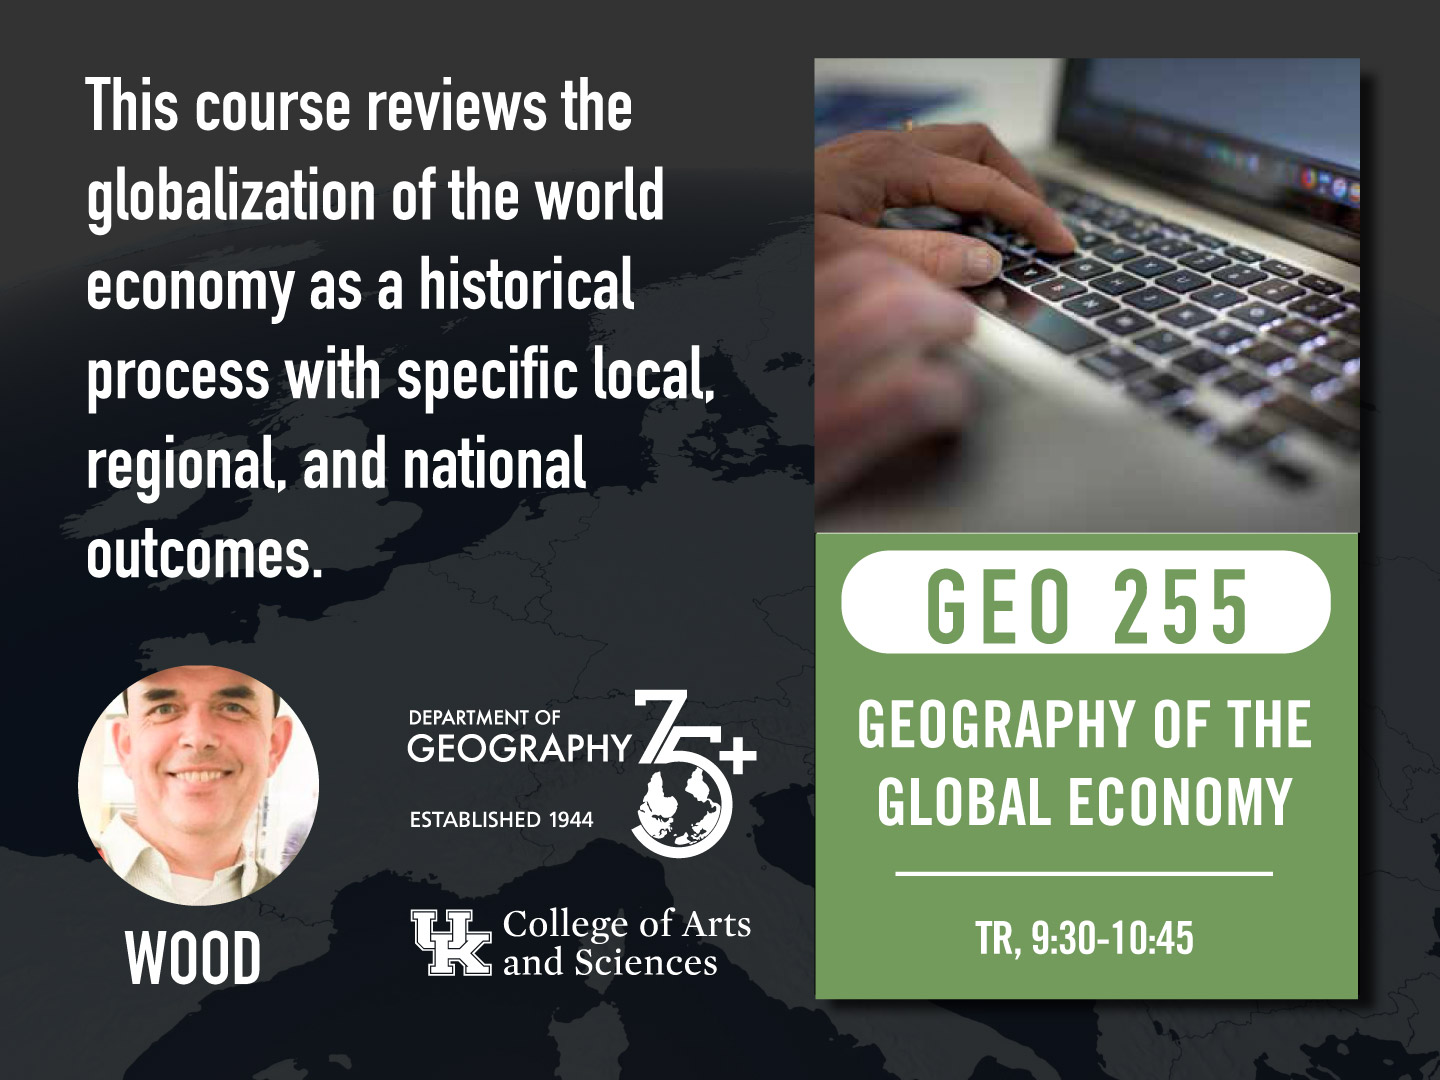 This course reviews the
globalization of the world
economy as a historical
process with specific local,
regional, and national
outcomes.
WOOD
DEPARTMENT OF
GEOGRAPHY 75+
ESTABLISHED 1944
UK College of Arts
and Sciences
GEO 255
GEOGRAPHY OF THE
GLOBAL ECONOMY
TR, 9:30-10:45